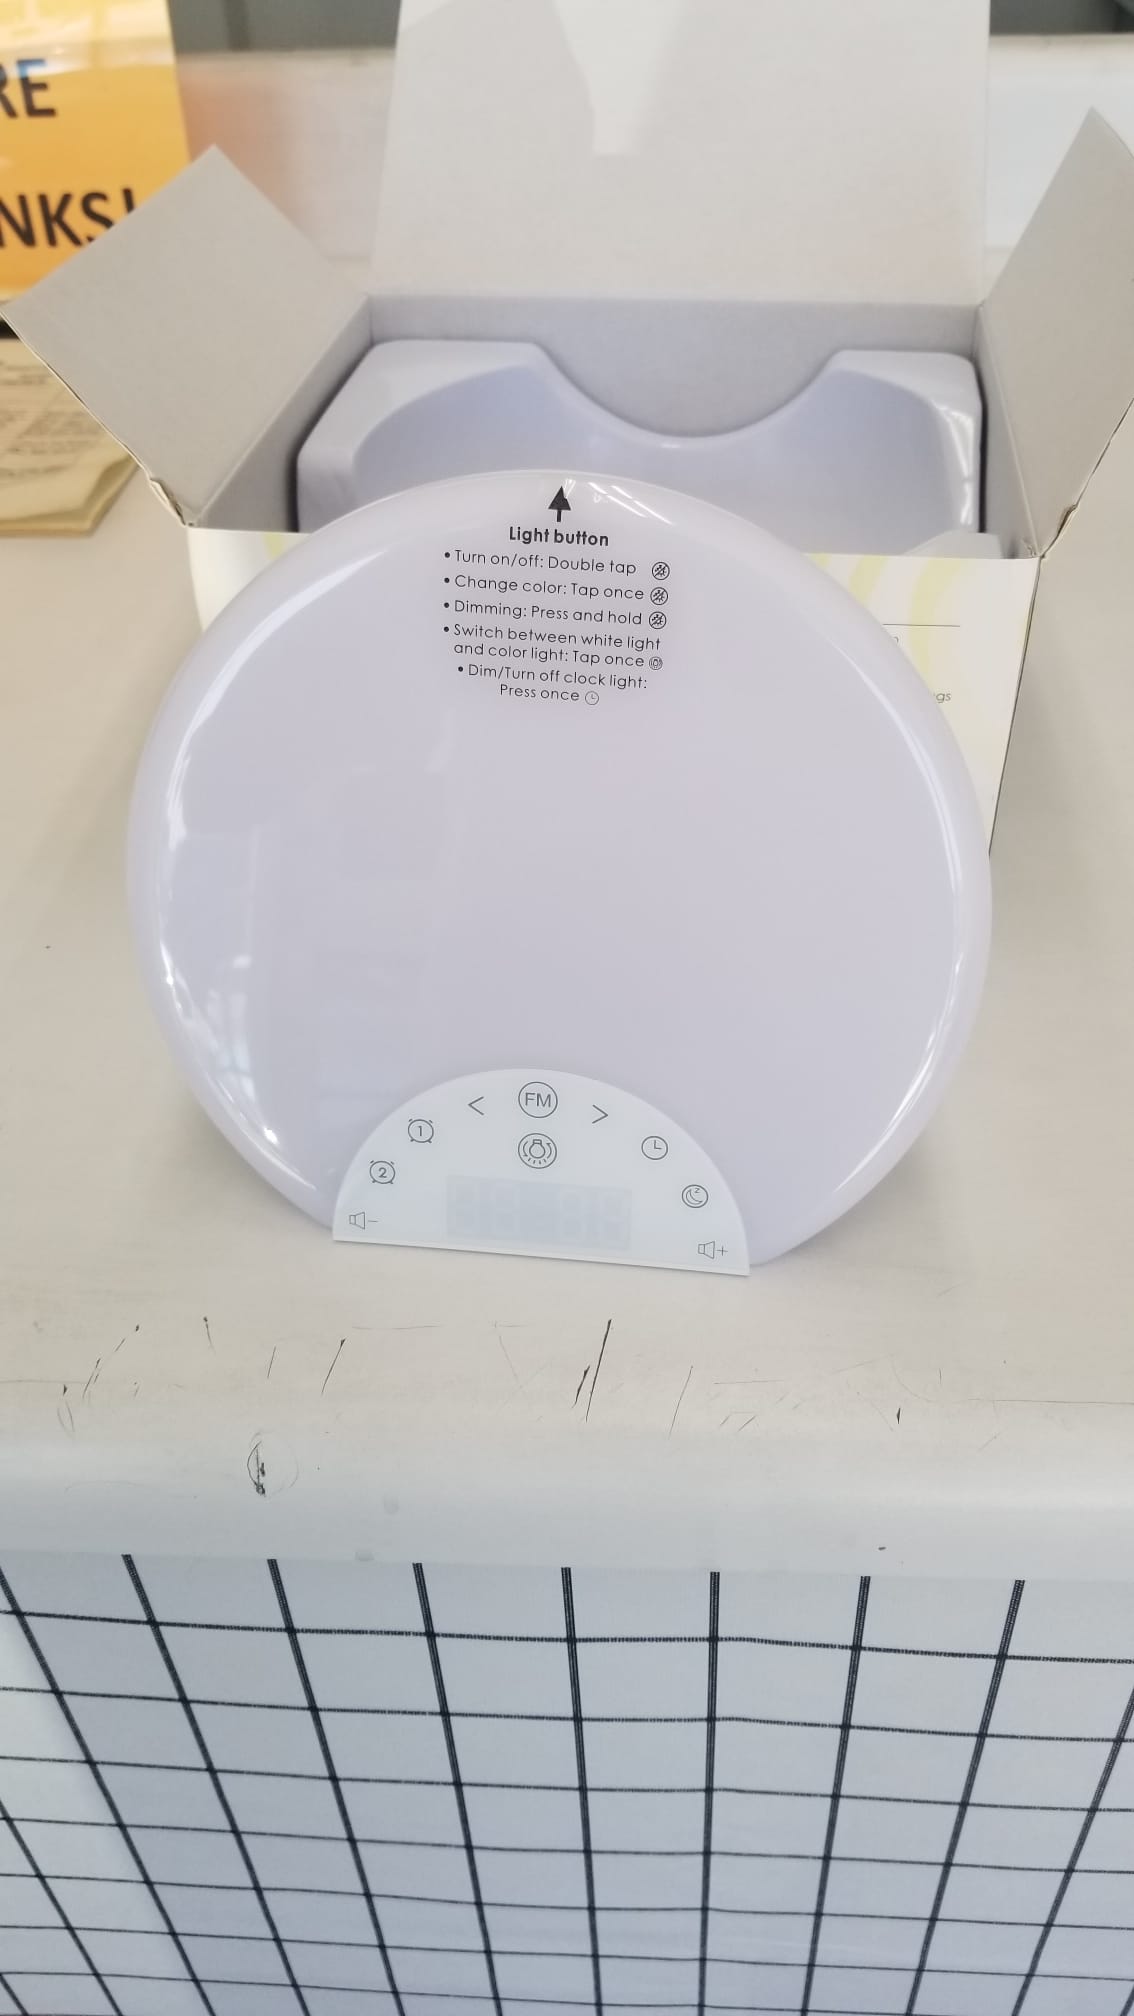 RE
NKS!
Light button
• Turn on/off: Double tap
• Change color: Tap once
• Dimming: Press and hold
• Switch between white light
and color light: Tap once
• Dim/Turn off clock light:
Press once
gs
< FM >
1
2
z
-
+